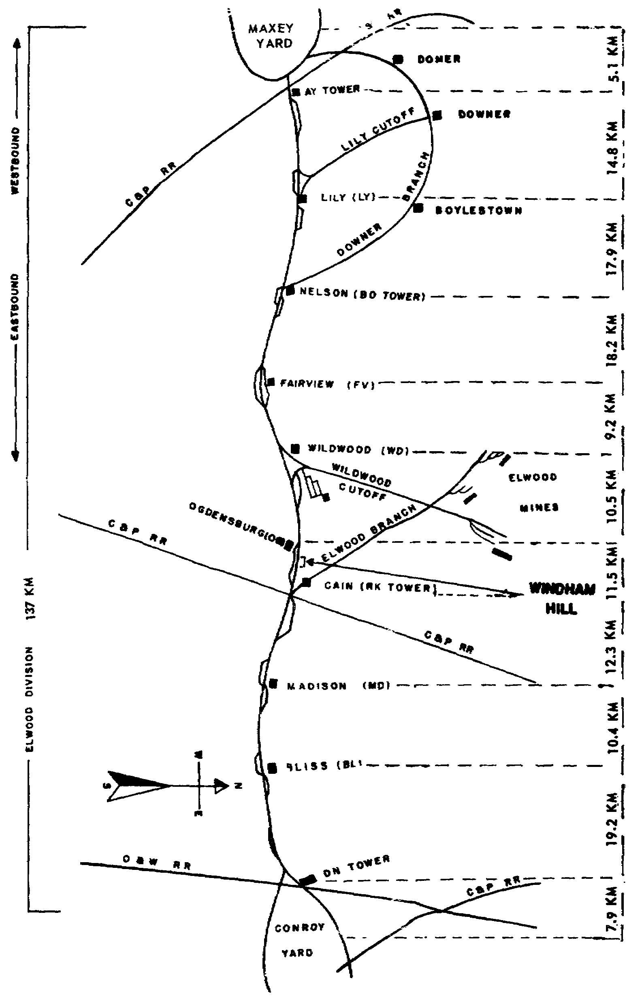 MAXEY
YARD
RR
5.1 KM
DOMER
AY TOWER
DOWNER
LILY CUTOFF
14.8 KM
WESTBOUND
C&P RR
BRANCH
LILY (LY)
BOYLESTOWN
DOWNER
17.9 KM
EASTBOUND
NELSON (BO TOWER)
18.2 KM
FAIRVIEW (FV)
9.2 KM
WILDWOOD (WD)
WILDWOOD
CUTOFF
ELWOOD
MINES
10.5 KM
OGDENSBURG
C&P RR
ELWOOD BRANCH
11.5 KM
CAIN (RK TOWER)
WINDHAM
HILL
C&P RR
12.3 KM
ELWOOD DIVISION 137 KM
MADISON (MD)
10.4 KM
W
BLISS (BL)
S
N
E
19.2 KM
O&W RR
DN TOWER
C&P RR
7.9 KM
CONROY
YARD